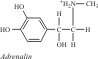 H₂N—CH₃
HO
H H
HO
C—C
H
OH H
Adrenalin